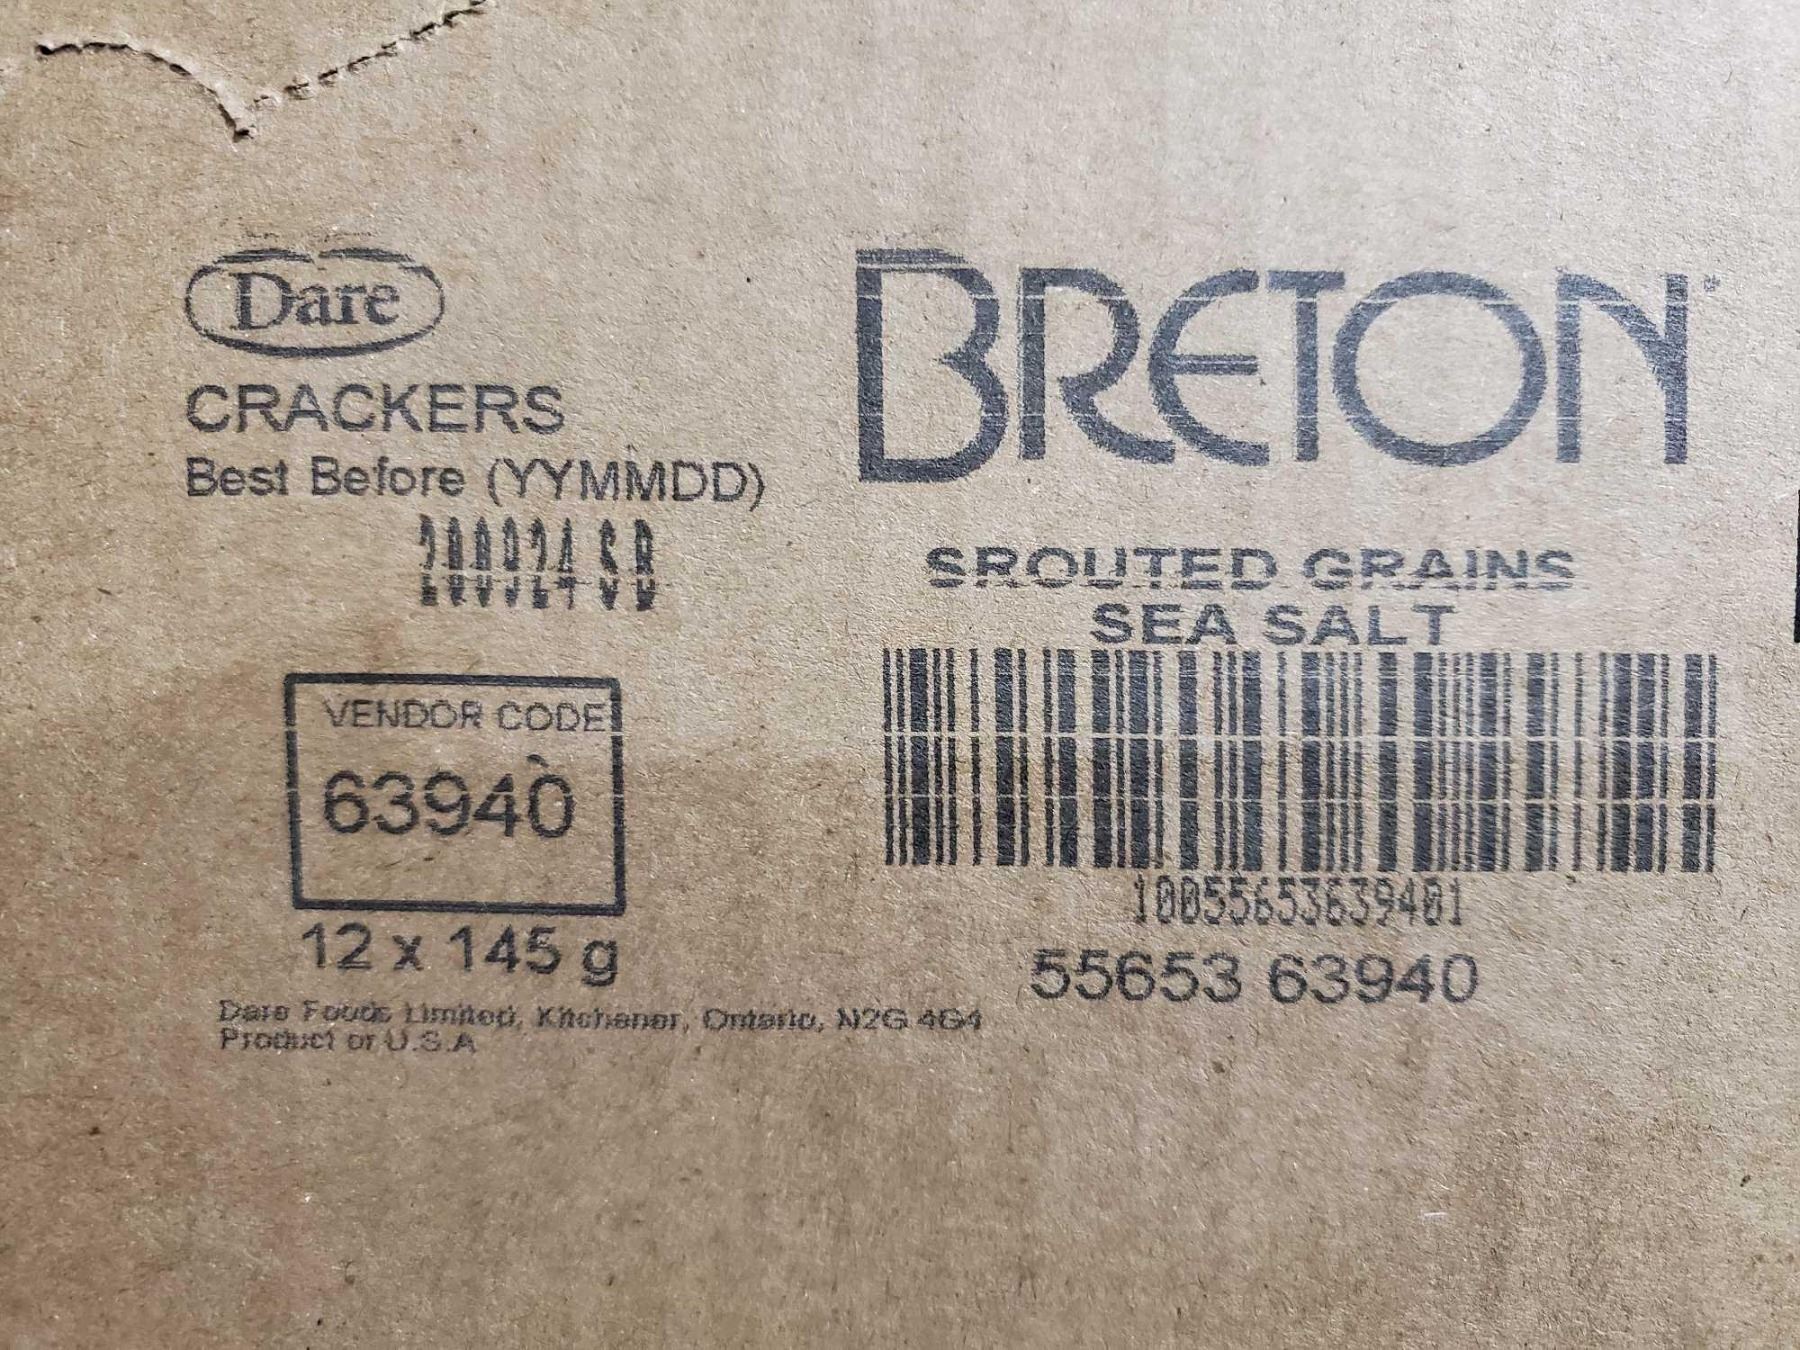 Dare
CRACKERS
Best Before (YYMMDD)
VENDOR CODE
63940
12 x 145 g
Dare Foods Limited, Kitchener, Ontario, N2G 4G4
Product of U.S.A
BRETON
SROUTED GRAINS
SEA SALT
10055653639401
55653 63940